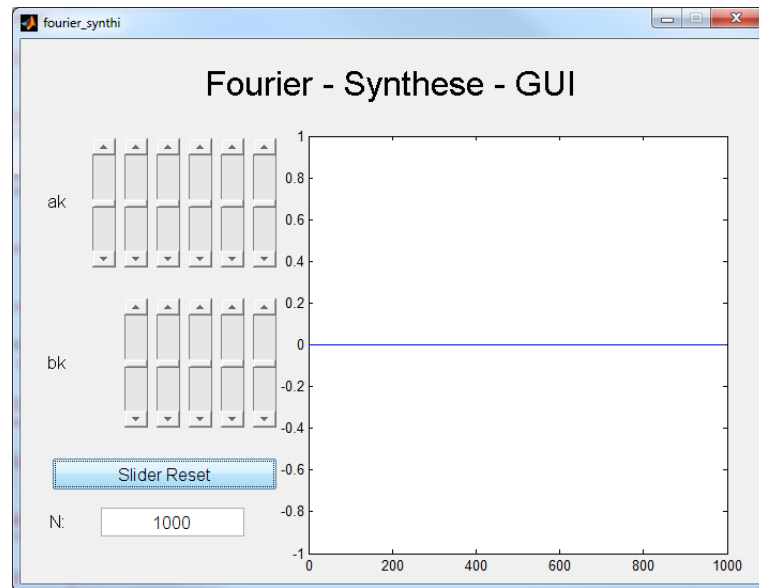 fourier_synthi
Fourier - Synthese - GUI
ak
bk
Slider Reset
N: 1000
1
0.8
0.6
0.4
0.2
0
-0.2
-0.4
-0.6
-0.8
-1
0 200 400 600 800 1000